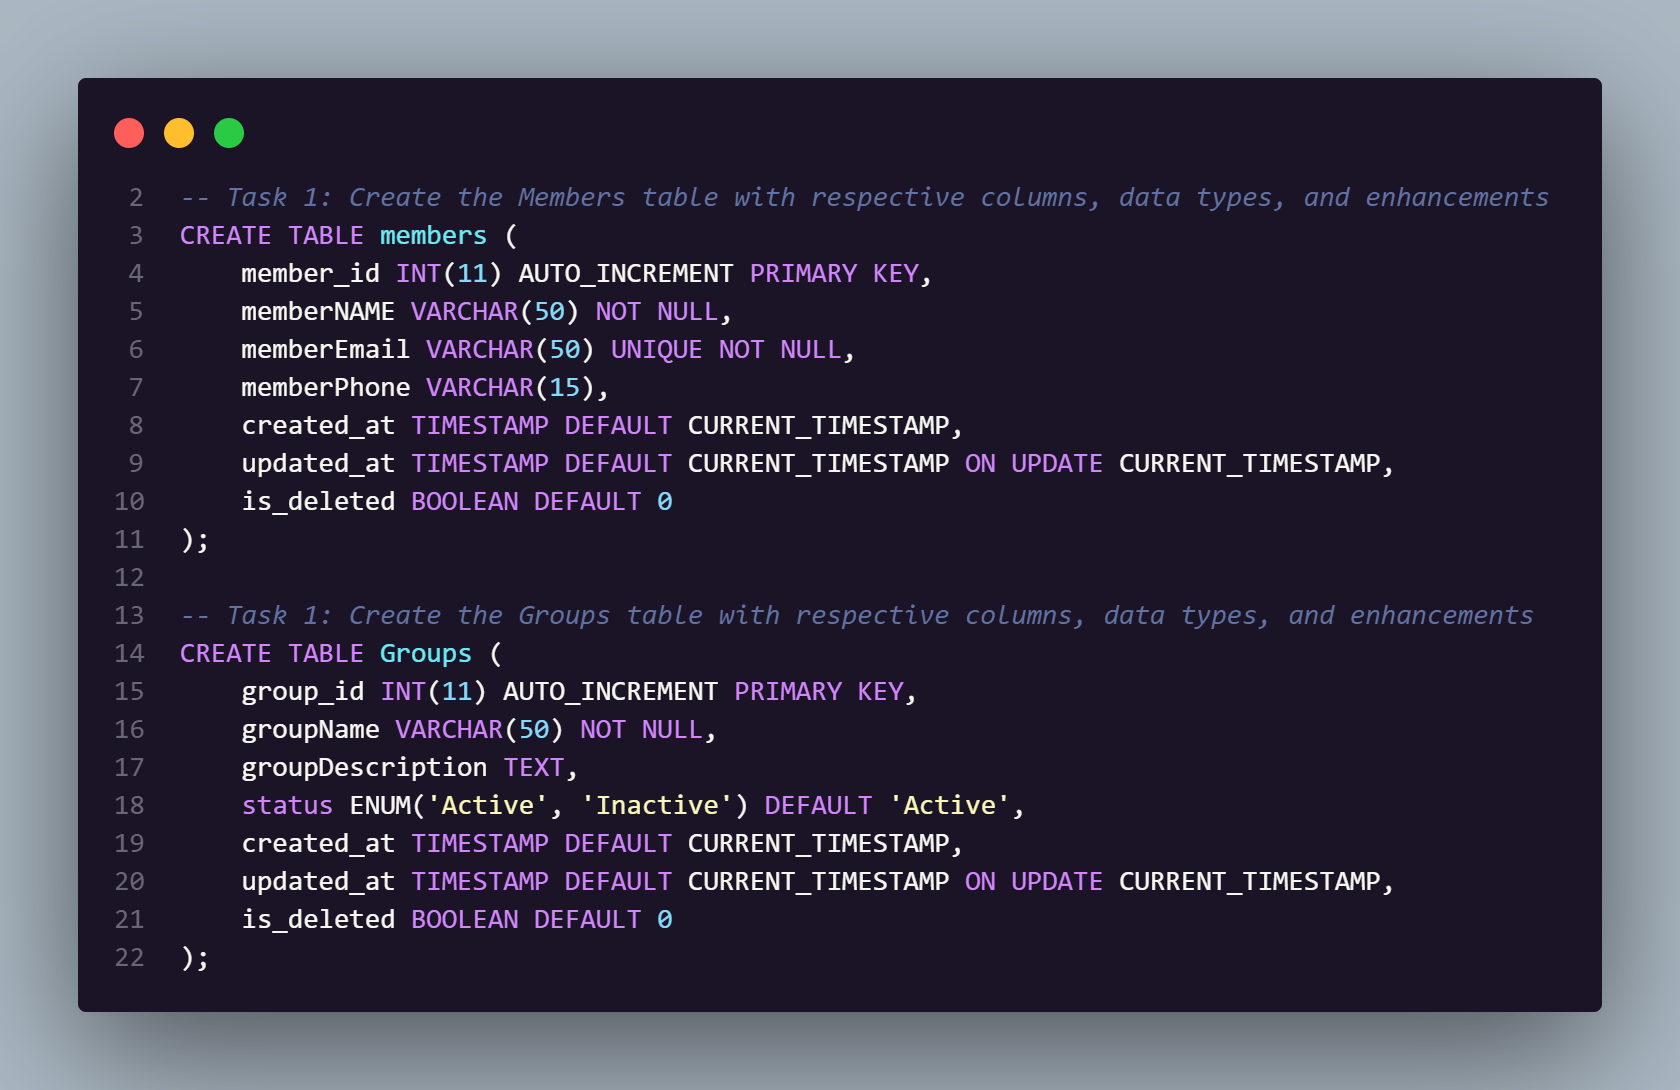 2 -- Task 1: Create the Members table with respective columns, data types, and enhancements
3 CREATE TABLE members (
4     member_id INT(11) AUTO_INCREMENT PRIMARY KEY,
5     memberNAME VARCHAR(50) NOT NULL,
6     memberEmail VARCHAR(50) UNIQUE NOT NULL,
7     memberPhone VARCHAR(15),
8     created_at TIMESTAMP DEFAULT CURRENT_TIMESTAMP,
9     updated_at TIMESTAMP DEFAULT CURRENT_TIMESTAMP ON UPDATE CURRENT_TIMESTAMP,
10     is_deleted BOOLEAN DEFAULT 0
11 );
12
13 -- Task 1: Create the Groups table with respective columns, data types, and enhancements
14 CREATE TABLE Groups (
15     group_id INT(11) AUTO_INCREMENT PRIMARY KEY,
16     groupName VARCHAR(50) NOT NULL,
17     groupDescription TEXT,
18     status ENUM('Active', 'Inactive') DEFAULT 'Active',
19     created_at TIMESTAMP DEFAULT CURRENT_TIMESTAMP,
20     updated_at TIMESTAMP DEFAULT CURRENT_TIMESTAMP ON UPDATE CURRENT_TIMESTAMP,
21     is_deleted BOOLEAN DEFAULT 0
22 );